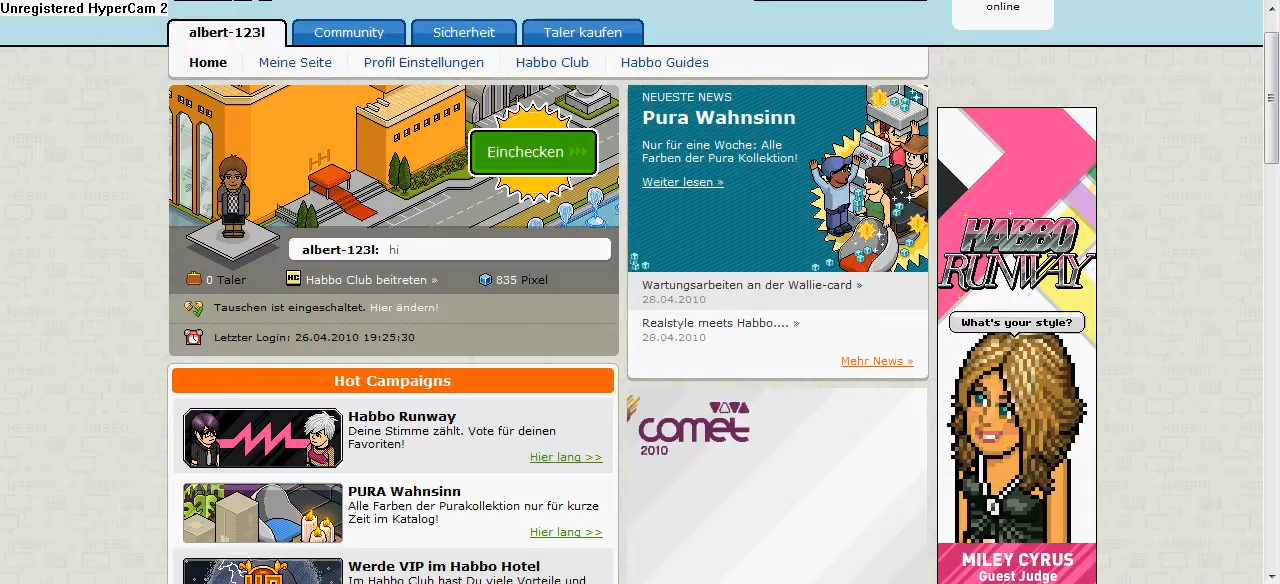 Unregistered HyperCam 2
online
albert-123l
Community
Sicherheit
Taler kaufen
Home
Meine Seite
Profil Einstellungen
Habbo Club
Habbo Guides
Einchecken
albert-123l: hi
0 Taler
HC
Habbo Club beitreten »
835 Pixel
Tauschen ist eingeschaltet. Hier ändern!
Letzter Login: 26.04.2010 19:25:30
Hot Campaigns
Habbo Runway
Deine Stimme zählt. Vote für deinen
Favoriten!
Hier lang >>
PURA Wahnsinn
Alle Farben der Purakollektion nur für kurze
Zeit im Katalog!
Hier lang >>
Werde VIP im Habbo Hotel
NEUESTE NEWS
Pura Wahnsinn
Nur für eine Woche: Alle
Farben der Pura Kollektion!
Weiter lesen »
Wartungsarbeiten an der Wallie-card »
28.04.2010
Realstyle meets Habbo.... »
28.04.2010
Mehr News »
VIVA
comet
2010
HABBO
RUNWAY
What's your style?
MILEY CYRUS
Guest Judge